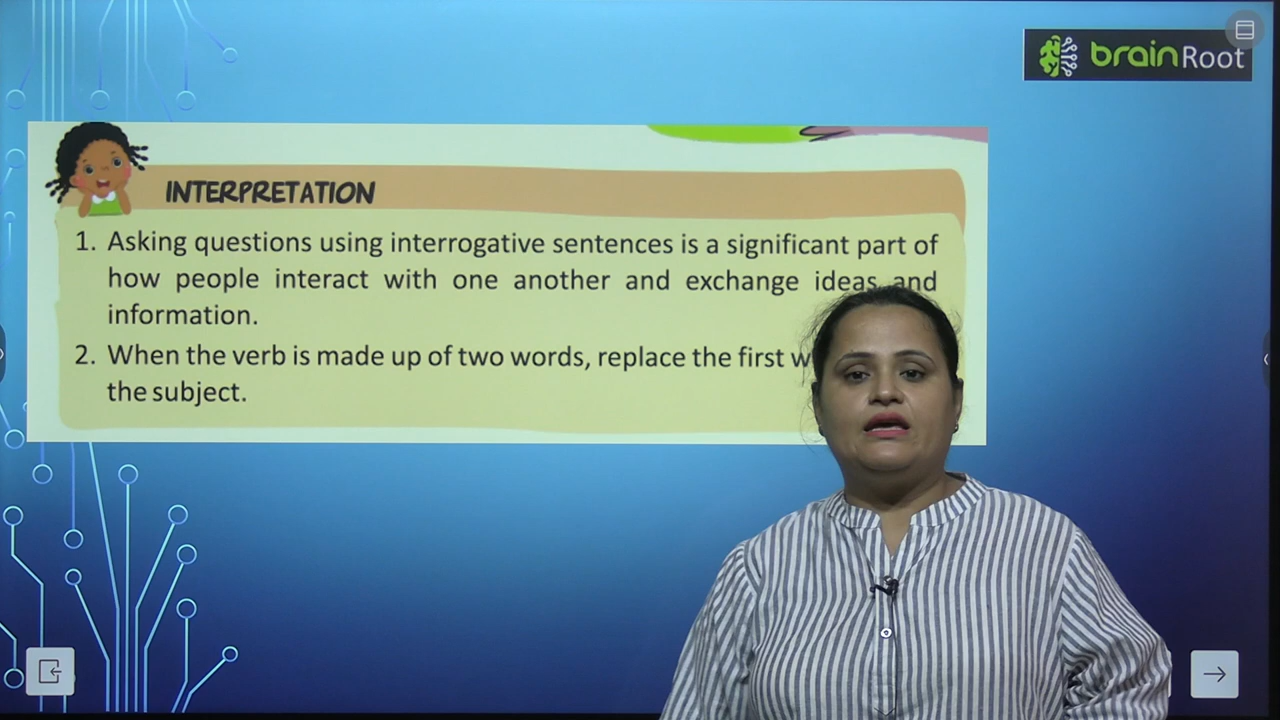 brainRoot
INTERPRETATION
1. Asking questions using interrogative sentences is a significant part of
how people interact with one another and exchange ideas and
information.
2. When the verb is made up of two words, replace the first
the subject.